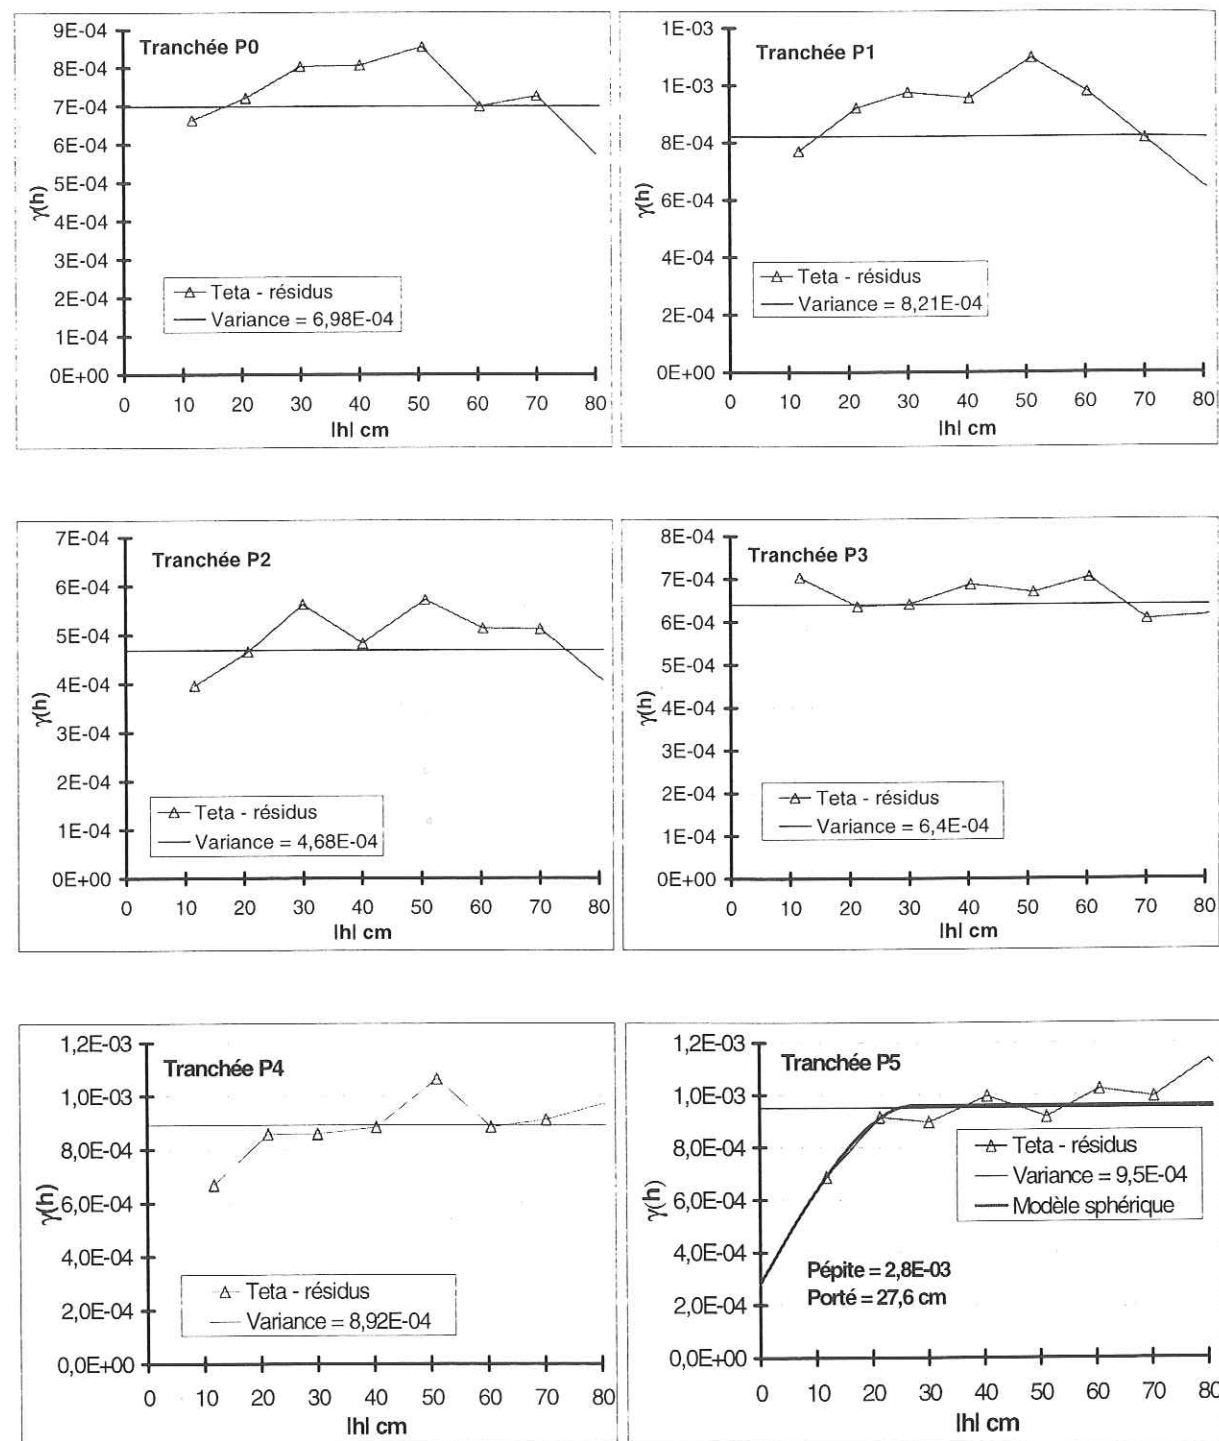 Tranchée P0
9E-04
8E-04
7E-04
6E-04
5E-04
4E-04
3E-04
2E-04
1E-04
0E+00
γ(h)
Teta - résidus
Variance = 6,98E-04
0 10 20 30 40 50 60 70 80
|h| cm
Tranchée P1
1E-03
1E-03
8E-04
6E-04
4E-04
2E-04
0E+00
γ(h)
Teta - résidus
Variance = 8,21E-04
0 10 20 30 40 50 60 70 80
|h| cm
Tranchée P2
7E-04
6E-04
5E-04
4E-04
3E-04
2E-04
1E-04
0E+00
γ(h)
Teta - résidus
Variance = 4,68E-04
0 10 20 30 40 50 60 70 80
|h| cm
Tranchée P3
8E-04
7E-04
6E-04
5E-04
4E-04
3E-04
2E-04
1E-04
0E+00
γ(h)
Teta - résidus
Variance = 6,4E-04
0 10 20 30 40 50 60 70 80
|h| cm
Tranchée P4
1,2E-03
1,0E-03
8,0E-04
6,0E-04
4,0E-04
2,0E-04
0,0E+00
γ(h)
Teta - résidus
Variance = 8,92E-04
0 10 20 30 40 50 60 70 80
|h| cm
Tranchée P5
1,2E-03
1,0E-03
8,0E-04
6,0E-04
4,0E-04
2,0E-04
0,0E+00
γ(h)
Teta - résidus
Variance = 9,5E-04
Modèle sphérique
Pépite = 2,8E-03
Porté = 27,6 cm
0 10 20 30 40 50 60 70 80
|h| cm